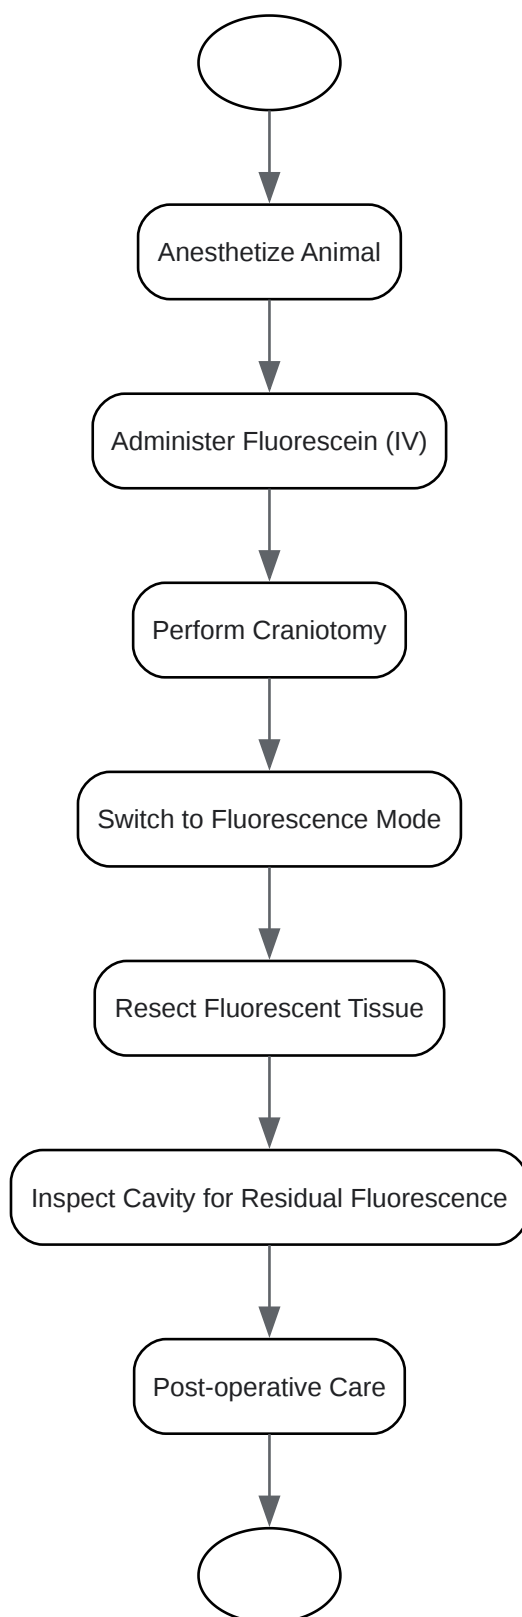 Anesthetize Animal
Administer Fluorescein (IV)
Perform Craniotomy
Switch to Fluorescence Mode
Resect Fluorescent Tissue
Inspect Cavity for Residual Fluorescence
Post-operative Care